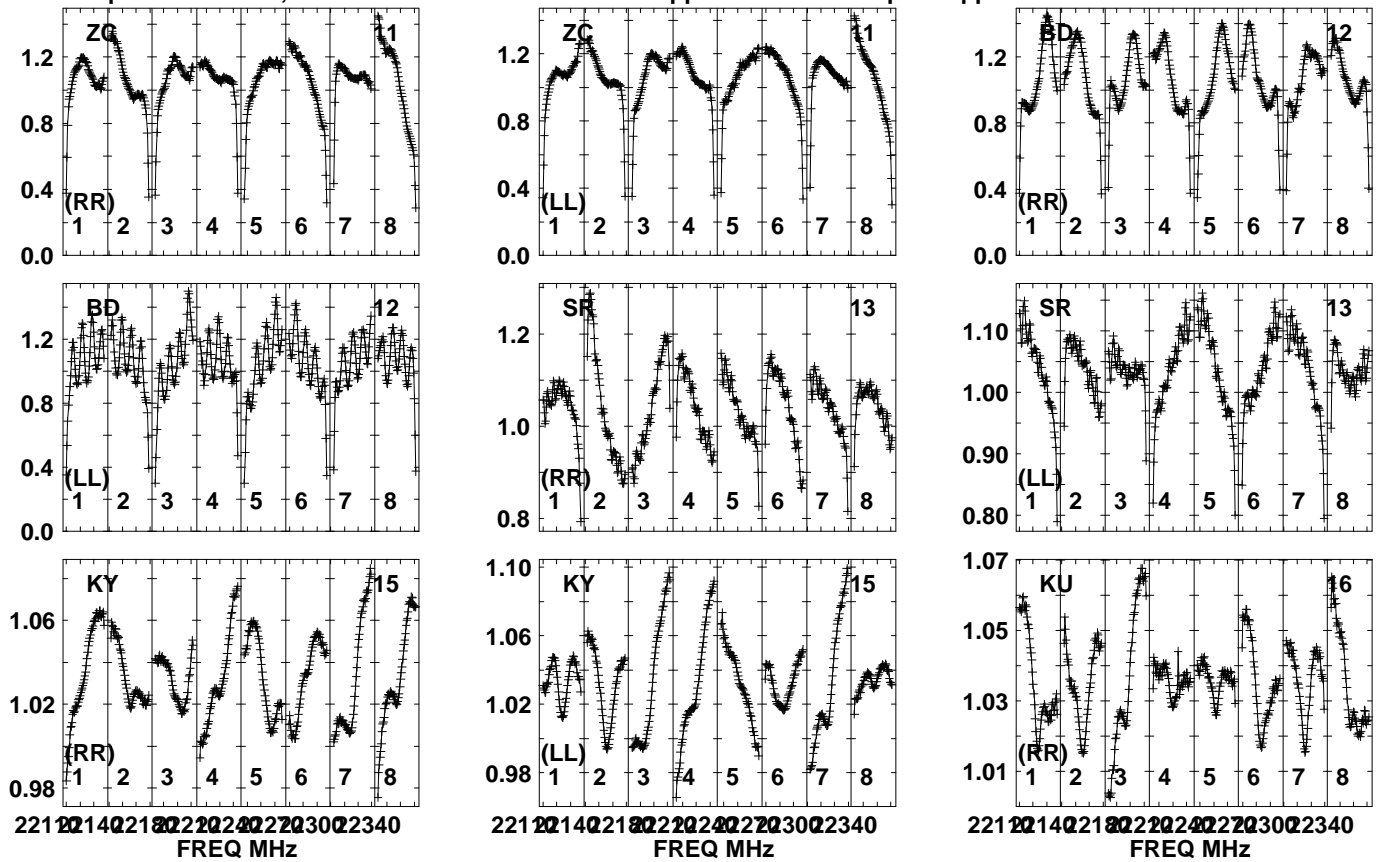 ZC 11 ZC 11 BD 12
1.2 1.2 1.2
0.8 0.8 0.8
0.4 0.4 0.4
(RR) (LL) (RR)
1 2 3 4 5 6 7 8 1 2 3 4 5 6 7 8 1 2 3 4 5 6 7 8
0.0 0.0 0.0
BD 12 SR 13 SR 13
1.2 1.2 1.10
0.8 1.0 1.00
0.4 0.90
(LL) (RR) (LL)
1 2 3 4 5 6 7 8 1 2 3 4 5 6 7 8 1 2 3 4 5 6 7 8
0.0 0.8 0.80
KY 15 KY 15 KU 16
1.10 1.07
1.06 1.06 1.05
1.02 1.02 1.03
(RR) (LL) (RR)
0.98 0.98 1.01
1 2 3 4 5 6 7 8 1 2 3 4 5 6 7 8 1 2 3 4 5 6 7 8
FREQ MHz FREQ MHz FREQ MHz